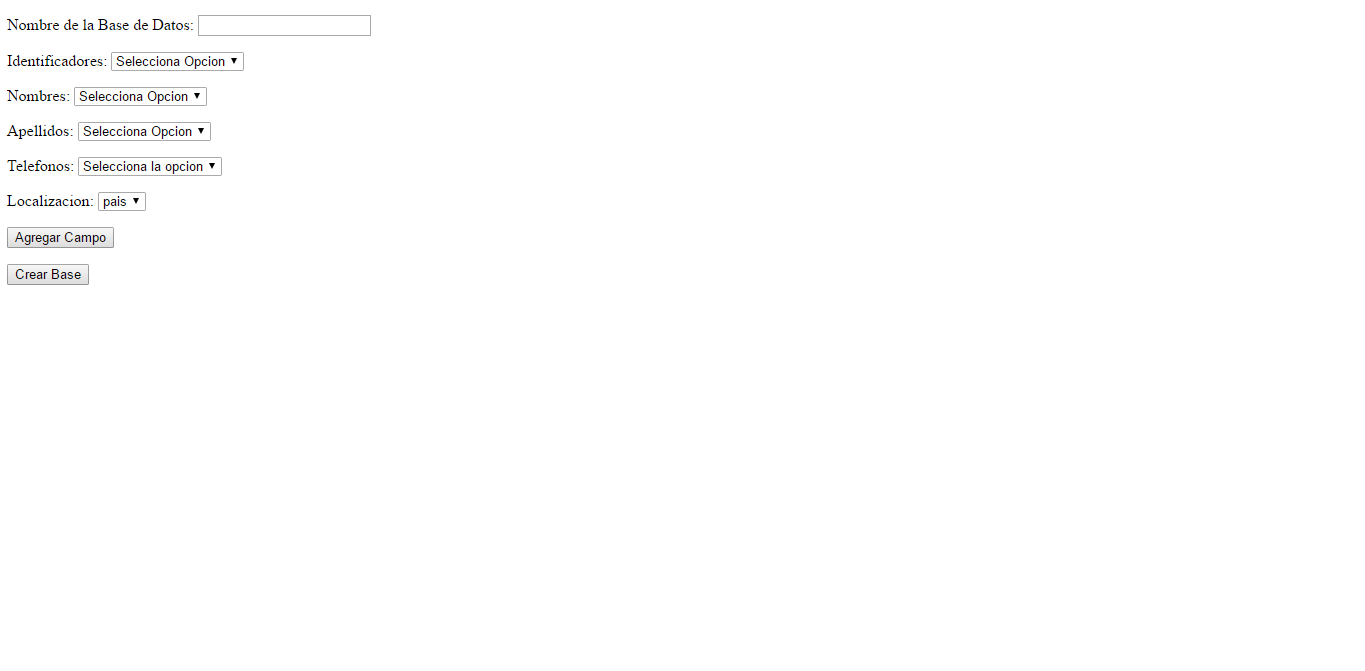 Nombre de la Base de Datos:
Identificadores: Selecciona Opcion
Nombres: Selecciona Opcion
Apellidos: Selecciona Opcion
Telefonos: Selecciona la opcion
Localizacion: pais
Agregar Campo
Crear Base